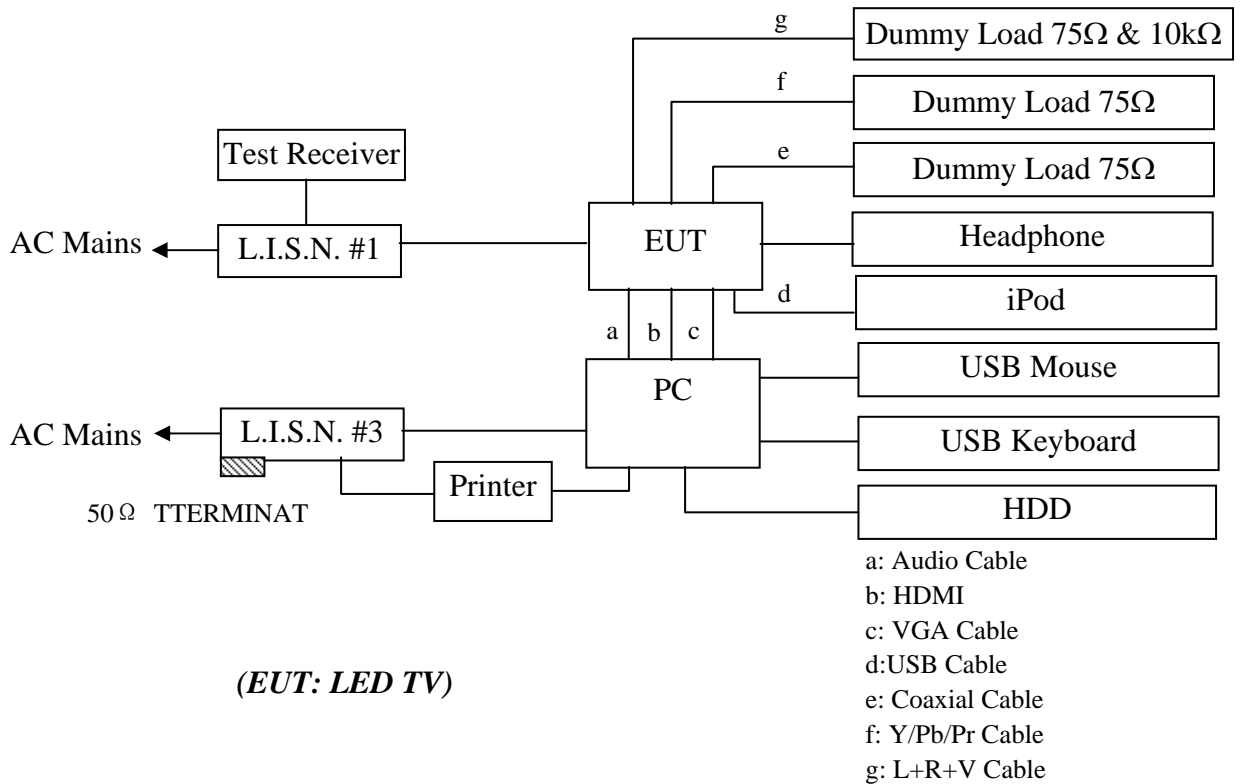 g
Dummy Load 75Ω & 10kΩ
f
Dummy Load 75Ω
Test Receiver
e
Dummy Load 75Ω
AC Mains
L.I.S.N. #1
EUT
Headphone
d
iPod
a
b
c
PC
USB Mouse
AC Mains
L.I.S.N. #3
USB Keyboard
Printer
50Ω TTERMINAT
HDD
a: Audio Cable
b: HDMI
c: VGA Cable
d:USB Cable
(EUT: LED TV)
e: Coaxial Cable
f: Y/Pb/Pr Cable
g: L+R+V Cable